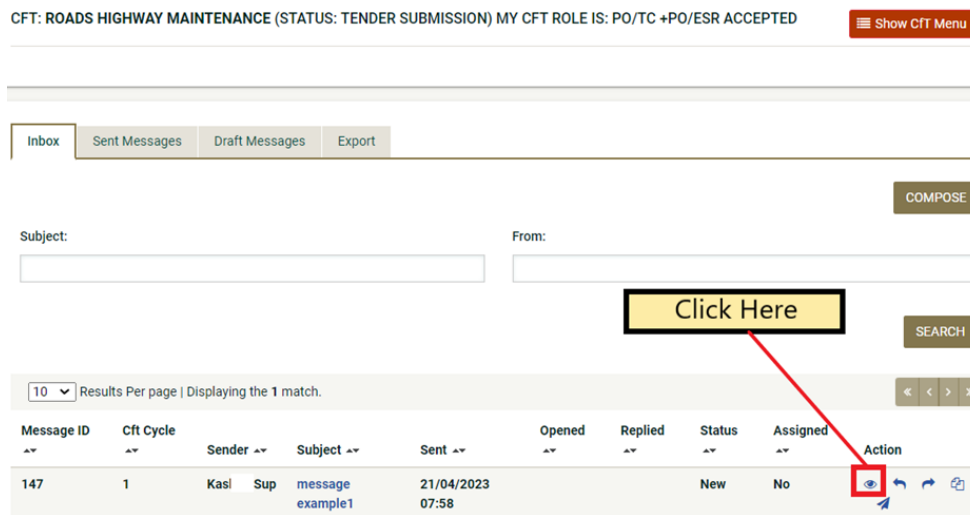 CFT: ROADS HIGHWAY MAINTENANCE (STATUS: TENDER SUBMISSION) MY CFT ROLE IS: PO/TC +PO/ESR ACCEPTED
Show CfT Menu
Inbox
Sent Messages
Draft Messages
Export
COMPOSE
Subject:
From:
Click Here
SEARCH
10 Results Per page | Displaying the 1 match.
Message ID
Cft Cycle
Sender
Subject
Sent
Opened
Replied
Status
Assigned
Action
147
1
Sup
message
example1
21/04/2023
07:58
New
No